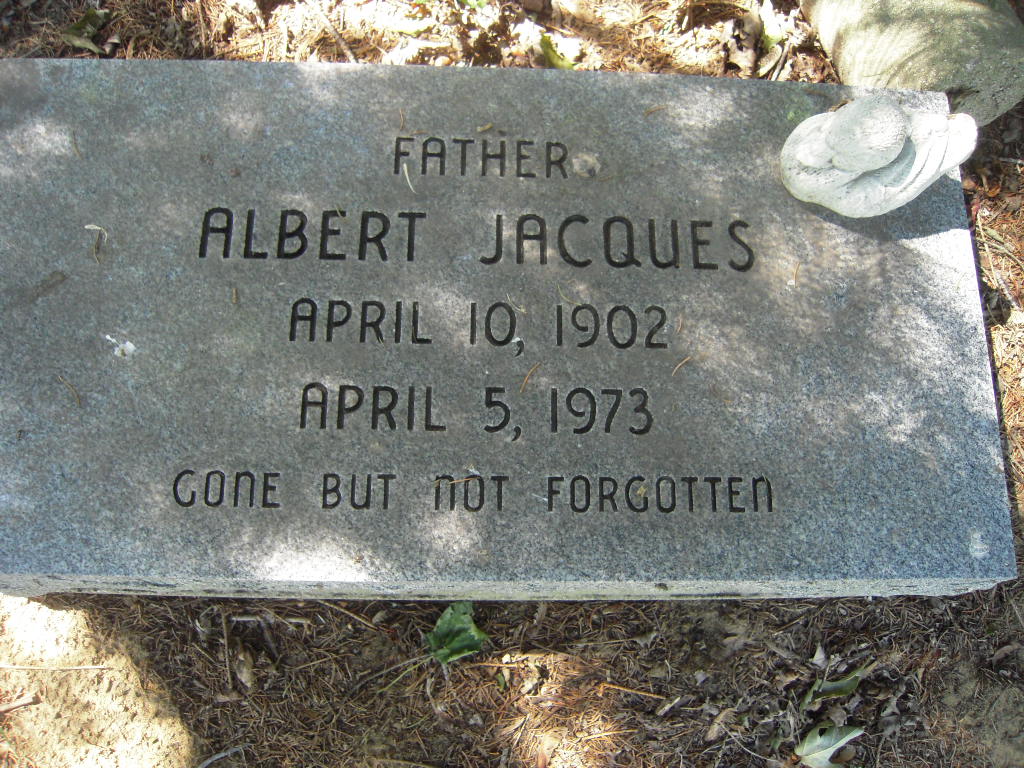 FATHER
ALBERT JACQUES
APRIL 10, 1902
APRIL 5, 1973
GONE BUT NOT FORGOTTEN